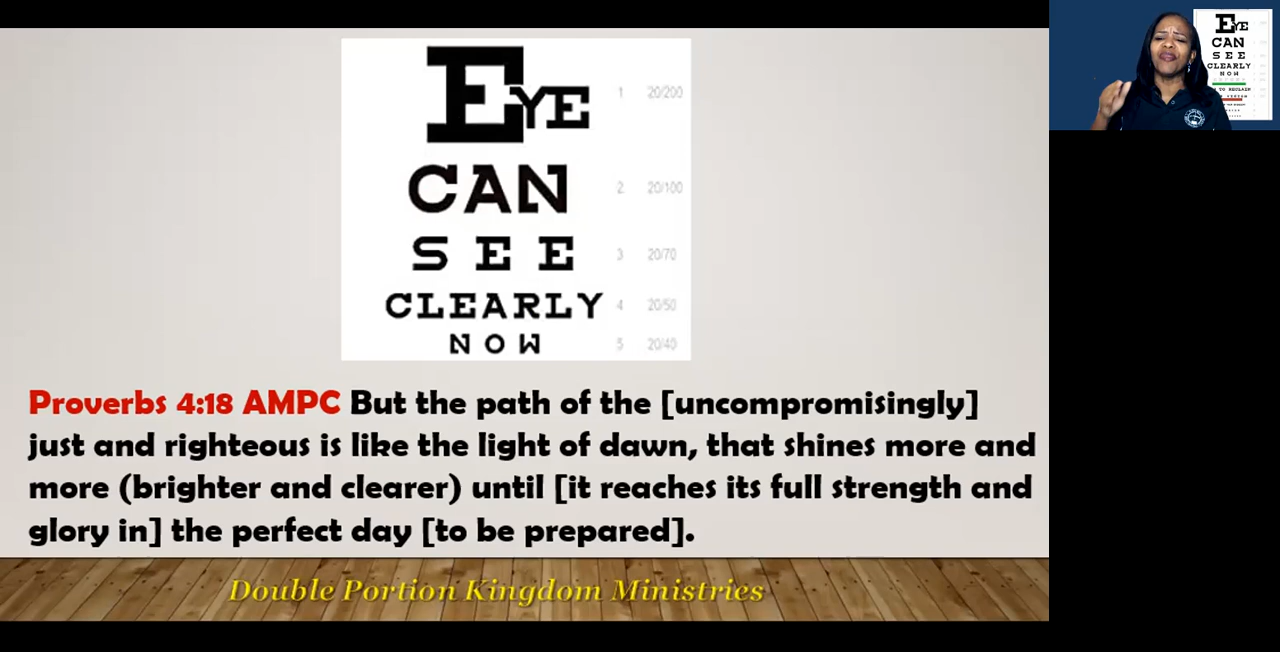 EYE 1 20/200
CAN 2 20/100
SEE 3 20/70
CLEARLY 4 20/50
NOW 5 20/40
Proverbs 4:18 AMPC But the path of the [uncompromisingly]
just and righteous is like the light of dawn, that shines more and
more (brighter and clearer) until [it reaches its full strength and
glory in] the perfect day [to be prepared].
Double Portion Kingdom Ministries
EYE
CAN
SEE
CLEARLY
NOW